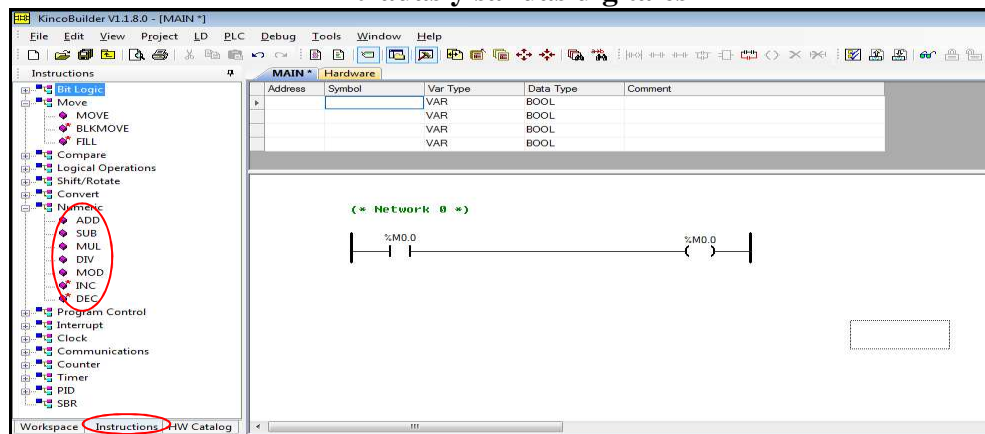 y salidas digitales
KincoBuilder V1.1.8.0 - [MAIN *]
File Edit View Project LD PLC Debug Tools Window Help
Instructions
MAIN * Hardware
Address Symbol Var Type Data Type Comment
VAR BOOL
VAR BOOL
VAR BOOL
VAR BOOL
Bit Logic
Move
MOVE
BLKMOVE
FILL
Compare
Logical Operations
Shift/Rotate
Convert
Numeric
ADD
SUB
MUL
DIV
MOD
INC
DEC
Program Control
Interrupt
Clock
Communications
Counter
Timer
PID
SBR
Workspace Instructions HW Catalog
(* Network 0 *)
%M0.0 %M0.0